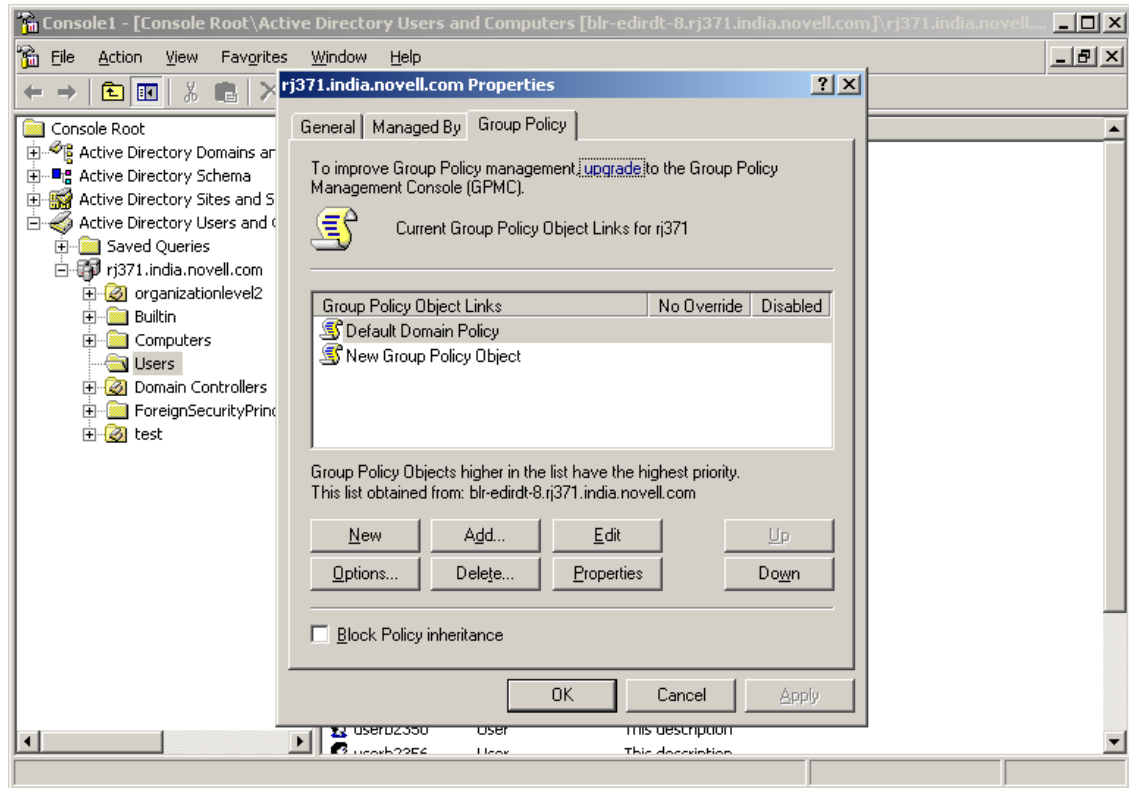 Console1 - [Console Root\Active Directory Users and Computers [blr-edirdt-8.rj371.india.novell.com]\rj371.india.novell....
File Action View Favorites Window Help
rj371.india.novell.com Properties
Console Root
Active Directory Domains an
Active Directory Schema
Active Directory Sites and S
Active Directory Users and C
Saved Queries
rj371.india.novell.com
organizationlevel2
Builtin
Computers
Users
Domain Controllers
ForeignSecurityPrinc
test
General Managed By Group Policy
To improve Group Policy management, upgrade to the Group Policy
Management Console (GPMC).
Current Group Policy Object Links for rj371
Group Policy Object Links No Override Disabled
Default Domain Policy
New Group Policy Object
Group Policy Objects higher in the list have the highest priority.
This list obtained from: blr-edirdt-8.rj371.india.novell.com
New Add... Edit Up
Options... Delete... Properties Down
Block Policy inheritance
OK Cancel Apply
userb2350 User This description
userb2356 User This description